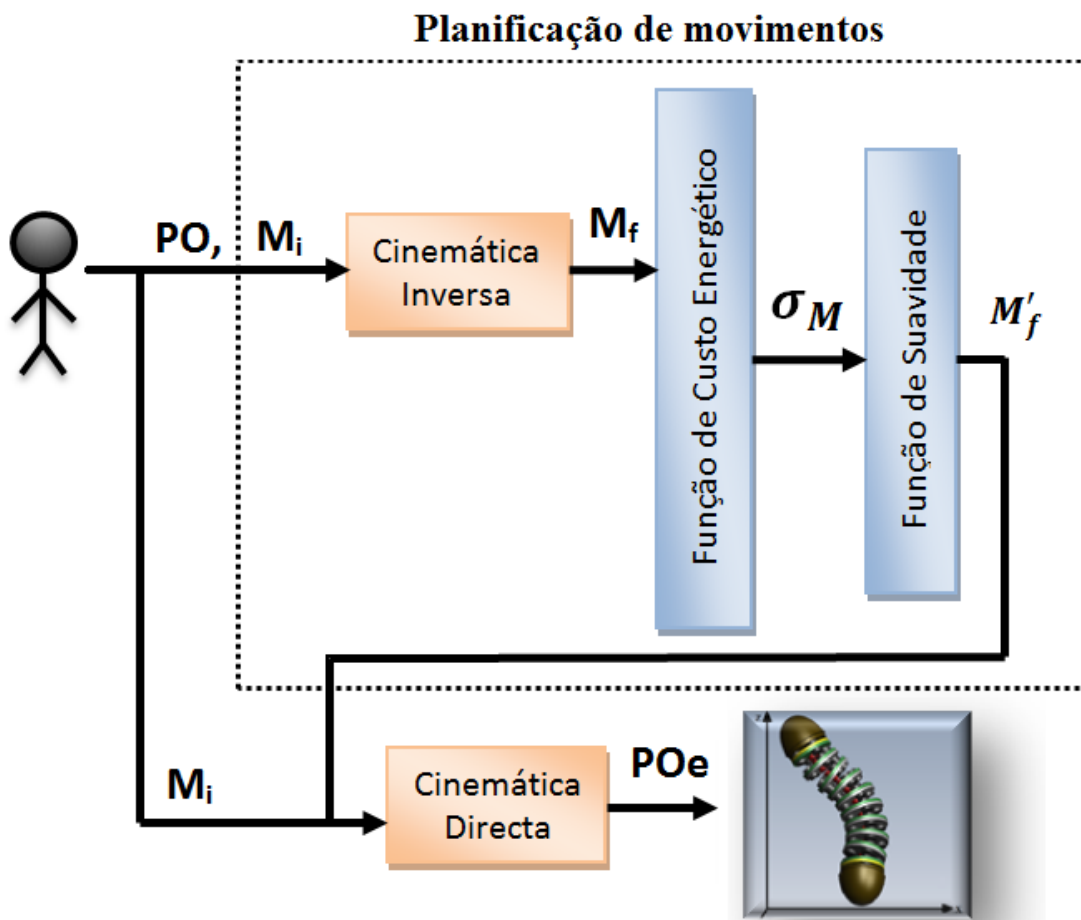 Planificação de movimentos
PO, Mi
Cinemática
Inversa
Mf
Função de Custo Energético
σM
Função de Suavidade
M′f
Mi
Cinemática
Directa
POe
z
x